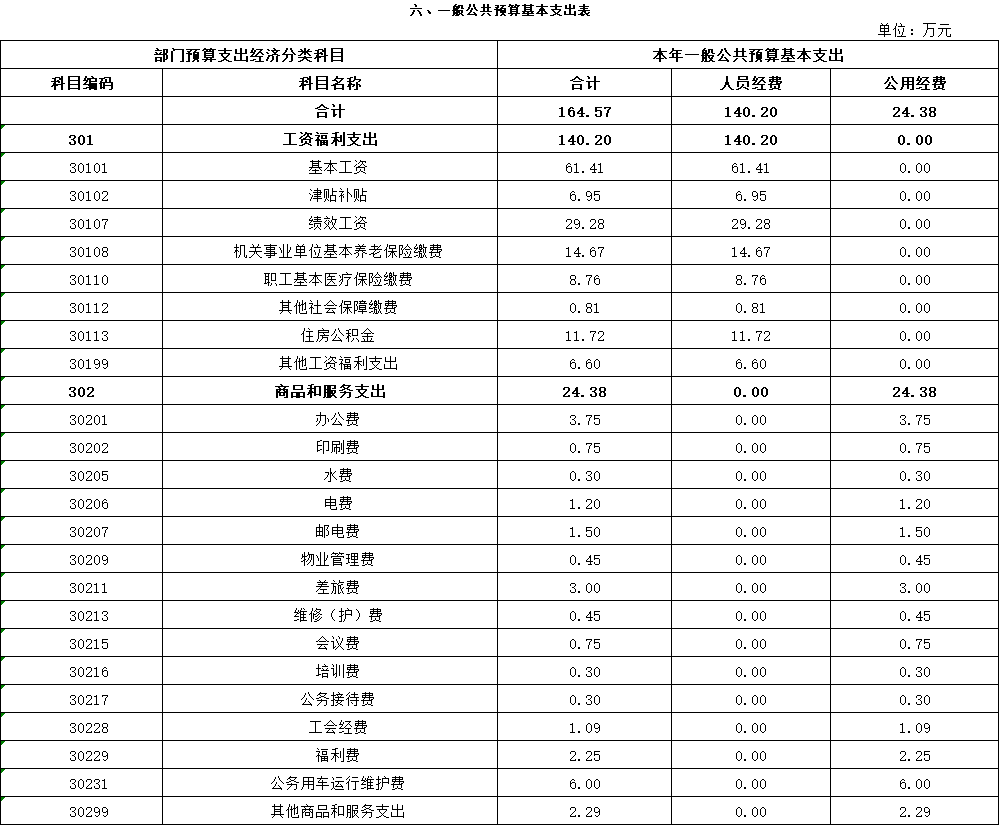 六、一般公共预算基本支出表
单位：万元
部门预算支出经济分类科目 本年一般公共预算基本支出
科目编码 科目名称 合计 人员经费 公用经费
合计 164.57 140.20 24.38
301 工资福利支出 140.20 140.20 0.00
30101 基本工资 61.41 61.41 0.00
30102 津贴补贴 6.95 6.95 0.00
30107 绩效工资 29.28 29.28 0.00
30108 机关事业单位基本养老保险缴费 14.67 14.67 0.00
30110 职工基本医疗保险缴费 8.76 8.76 0.00
30112 其他社会保障缴费 0.81 0.81 0.00
30113 住房公积金 11.72 11.72 0.00
30199 其他工资福利支出 6.60 6.60 0.00
302 商品和服务支出 24.38 0.00 24.38
30201 办公费 3.75 0.00 3.75
30202 印刷费 0.75 0.00 0.75
30205 水费 0.30 0.00 0.30
30206 电费 1.20 0.00 1.20
30207 邮电费 1.50 0.00 1.50
30209 物业管理费 0.45 0.00 0.45
30211 差旅费 3.00 0.00 3.00
30213 维修（护）费 0.45 0.00 0.45
30215 会议费 0.75 0.00 0.75
30216 培训费 0.30 0.00 0.30
30217 公务接待费 0.30 0.00 0.30
30228 工会经费 1.09 0.00 1.09
30229 福利费 2.25 0.00 2.25
30231 公务用车运行维护费 6.00 0.00 6.00
30299 其他商品和服务支出 2.29 0.00 2.29